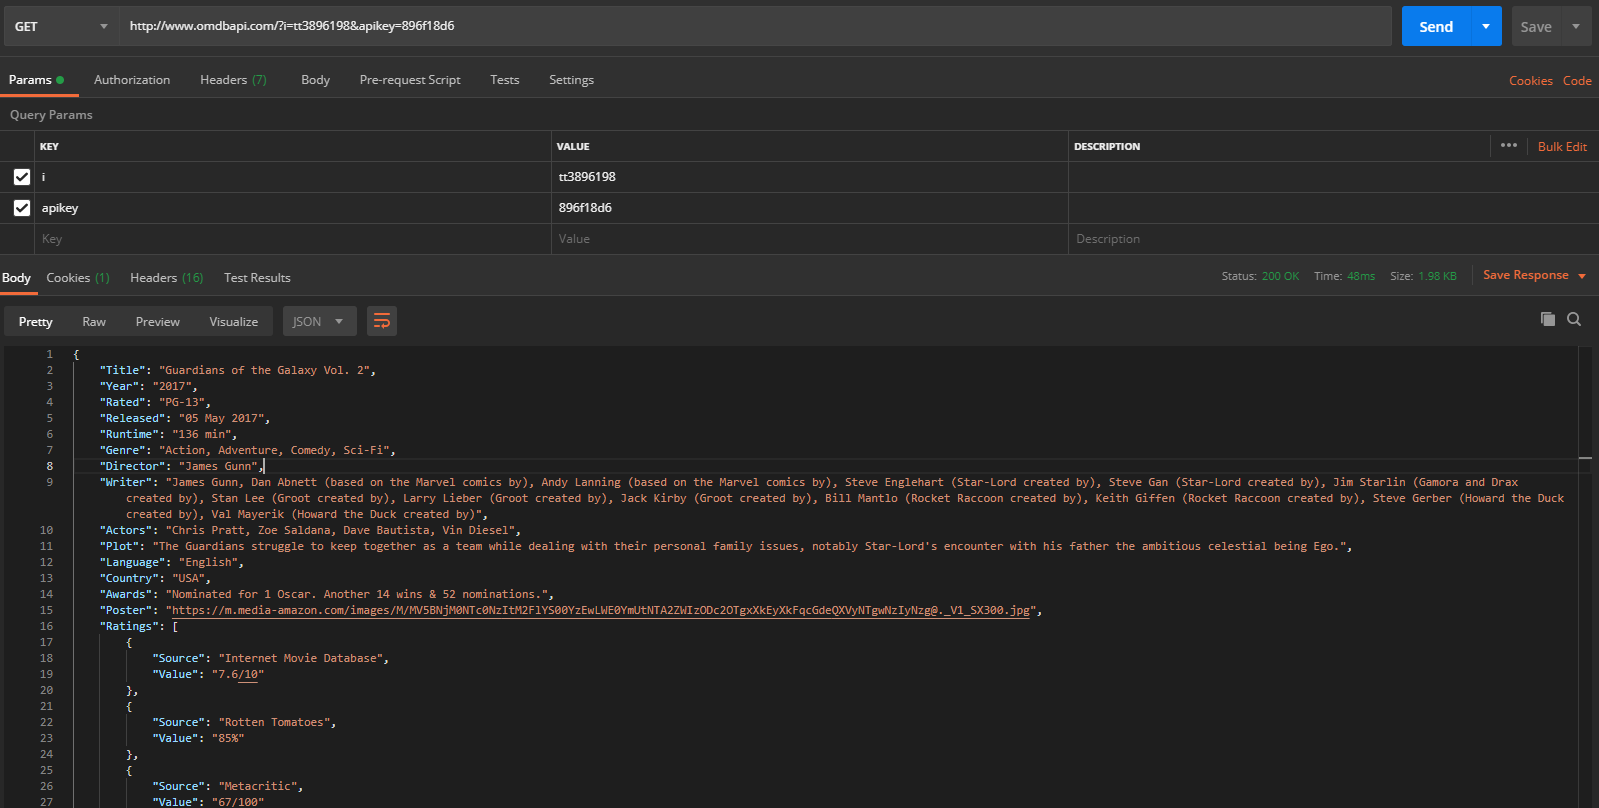 GET http://www.omdbapi.com/?i=tt3896198&apikey=896f18d6 Send Save
Params Authorization Headers (7) Body Pre-request Script Tests Settings Cookies Code
Query Params
KEY VALUE DESCRIPTION ••• Bulk Edit
i tt3896198
apikey 896f18d6
Key Value Description
Body Cookies (1) Headers (16) Test Results Status: 200 OK Time: 48ms Size: 1.98 KB Save Response
Pretty Raw Preview Visualize JSON
1 {
2 "Title": "Guardians of the Galaxy Vol. 2",
3 "Year": "2017",
4 "Rated": "PG-13",
5 "Released": "05 May 2017",
6 "Runtime": "136 min",
7 "Genre": "Action, Adventure, Comedy, Sci-Fi",
8 "Director": "James Gunn",
9 "Writer": "James Gunn, Dan Abnett (based on the Marvel comics by), Andy Lanning (based on the Marvel comics by), Steve Englehart (Star-Lord created by), Steve Gan (Star-Lord created by), Jim Starlin (Gamora and Drax
created by), Stan Lee (Groot created by), Larry Lieber (Groot created by), Jack Kirby (Groot created by), Bill Mantlo (Rocket Raccoon created by), Keith Giffen (Rocket Raccoon created by), Steve Gerber (Howard the Duck
created by), Val Mayerik (Howard the Duck created by)",
10 "Actors": "Chris Pratt, Zoe Saldana, Dave Bautista, Vin Diesel",
11 "Plot": "The Guardians struggle to keep together as a team while dealing with their personal family issues, notably Star-Lord's encounter with his father the ambitious celestial being Ego.",
12 "Language": "English",
13 "Country": "USA",
14 "Awards": "Nominated for 1 Oscar. Another 14 wins & 52 nominations.",
15 "Poster": "https://m.media-amazon.com/images/M/MV5BNjM0NTc0NzItM2FlYS00YzEwLWE0YmUtNTA2ZWIzODc2OTgxXkEyXkFqcGdeQXVyNTgwNzIyNzg@._V1_SX300.jpg",
16 "Ratings": [
17 {
18 "Source": "Internet Movie Database",
19 "Value": "7.6/10"
20 },
21 {
22 "Source": "Rotten Tomatoes",
23 "Value": "85%"
24 },
25 {
26 "Source": "Metacritic",
27 "Value": "67/100"